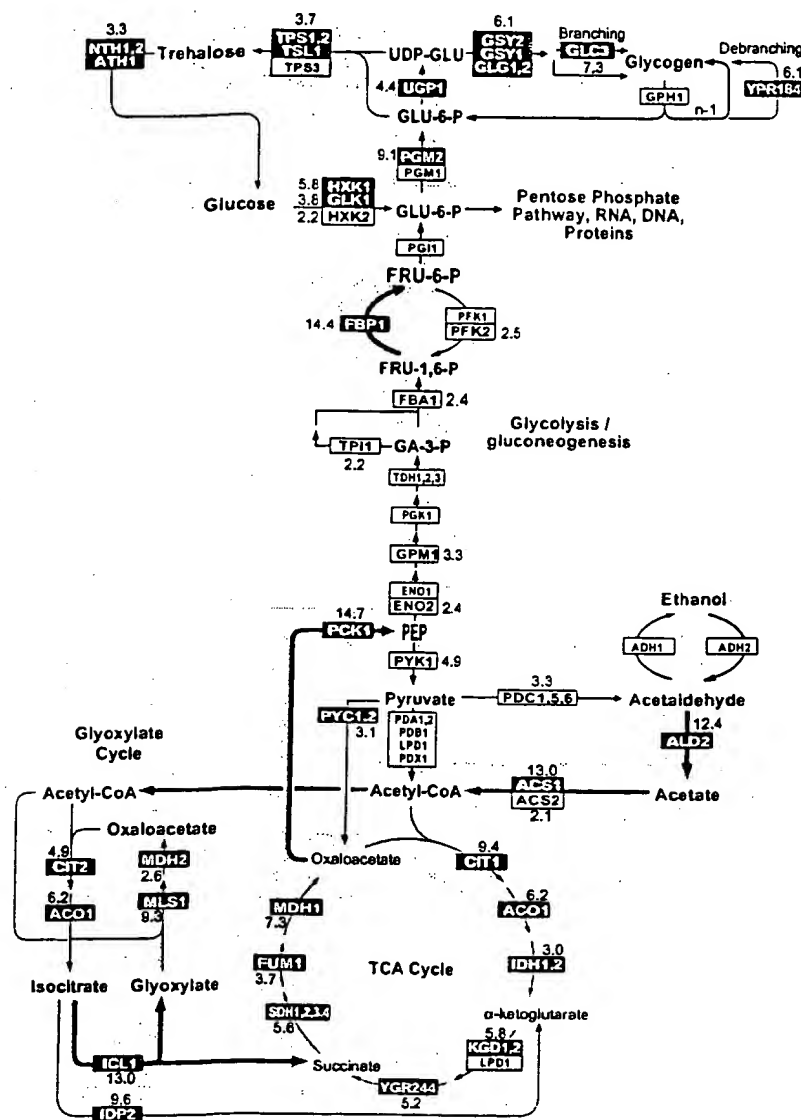 3.3
NTH1,2
ATH1
Trehalose
3.7
TPS1,2
TSL1
TPS3
UDP-GLU
6.1
GSY2
GSY1
GLG1,2
Branching
GLC3
7,3
Glycogen
Debranching
6.1
YPR184
GPH1
n-1
4.4 UGP1
GLU-6-P
9.1 PGM2
PGM1
Glucose
5.8 HXK1
3.8 GLK1
2.2 HXK2
GLU-6-P
Pentose Phosphate
Pathway, RNA, DNA,
Proteins
PGI1
FRU-6-P
14.4 FBP1
PFK1
PFK2 2.5
FRU-1,6-P
FBA1 2.4
Glycolysis /
gluconeogenesis
TPI1
2.2
GA-3-P
TDH1,2,3
PGK1
GPM1 3.3
ENO1
ENO2 2.4
14.7
PCK1
PEP
Ethanol
ADH1
ADH2
PYK1 4.9
Pyruvate
3.3
PDC1,5,6
Acetaidehyde
PYC1,2
3.1
PDA1,2
PDB1
LPD1
PDX1
12.4
ALD2
Glyoxylate
Cycle
Acetyl-CoA
Acetyl-CoA
13.0
ACS1
ACS2
2.1
Acetate
Oxaloacetate
4.9
CIT2
MDH2
2.6
Oxaloacetate
9.4
CIT1
6.2
ACO1
MLS1
9.3
MDH1
7.3
6.2
ACO1
FUM1
3.7
TCA Cycle
3.0
IDH1,2
Isocitrate
Glyoxylate
SDH1,2,3,4
5.6
α-ketoglutarate
5.8
KGD1,2
LPD1
ICL1
13.0
Succinate
YGR244
5.2
9.6
IDP2